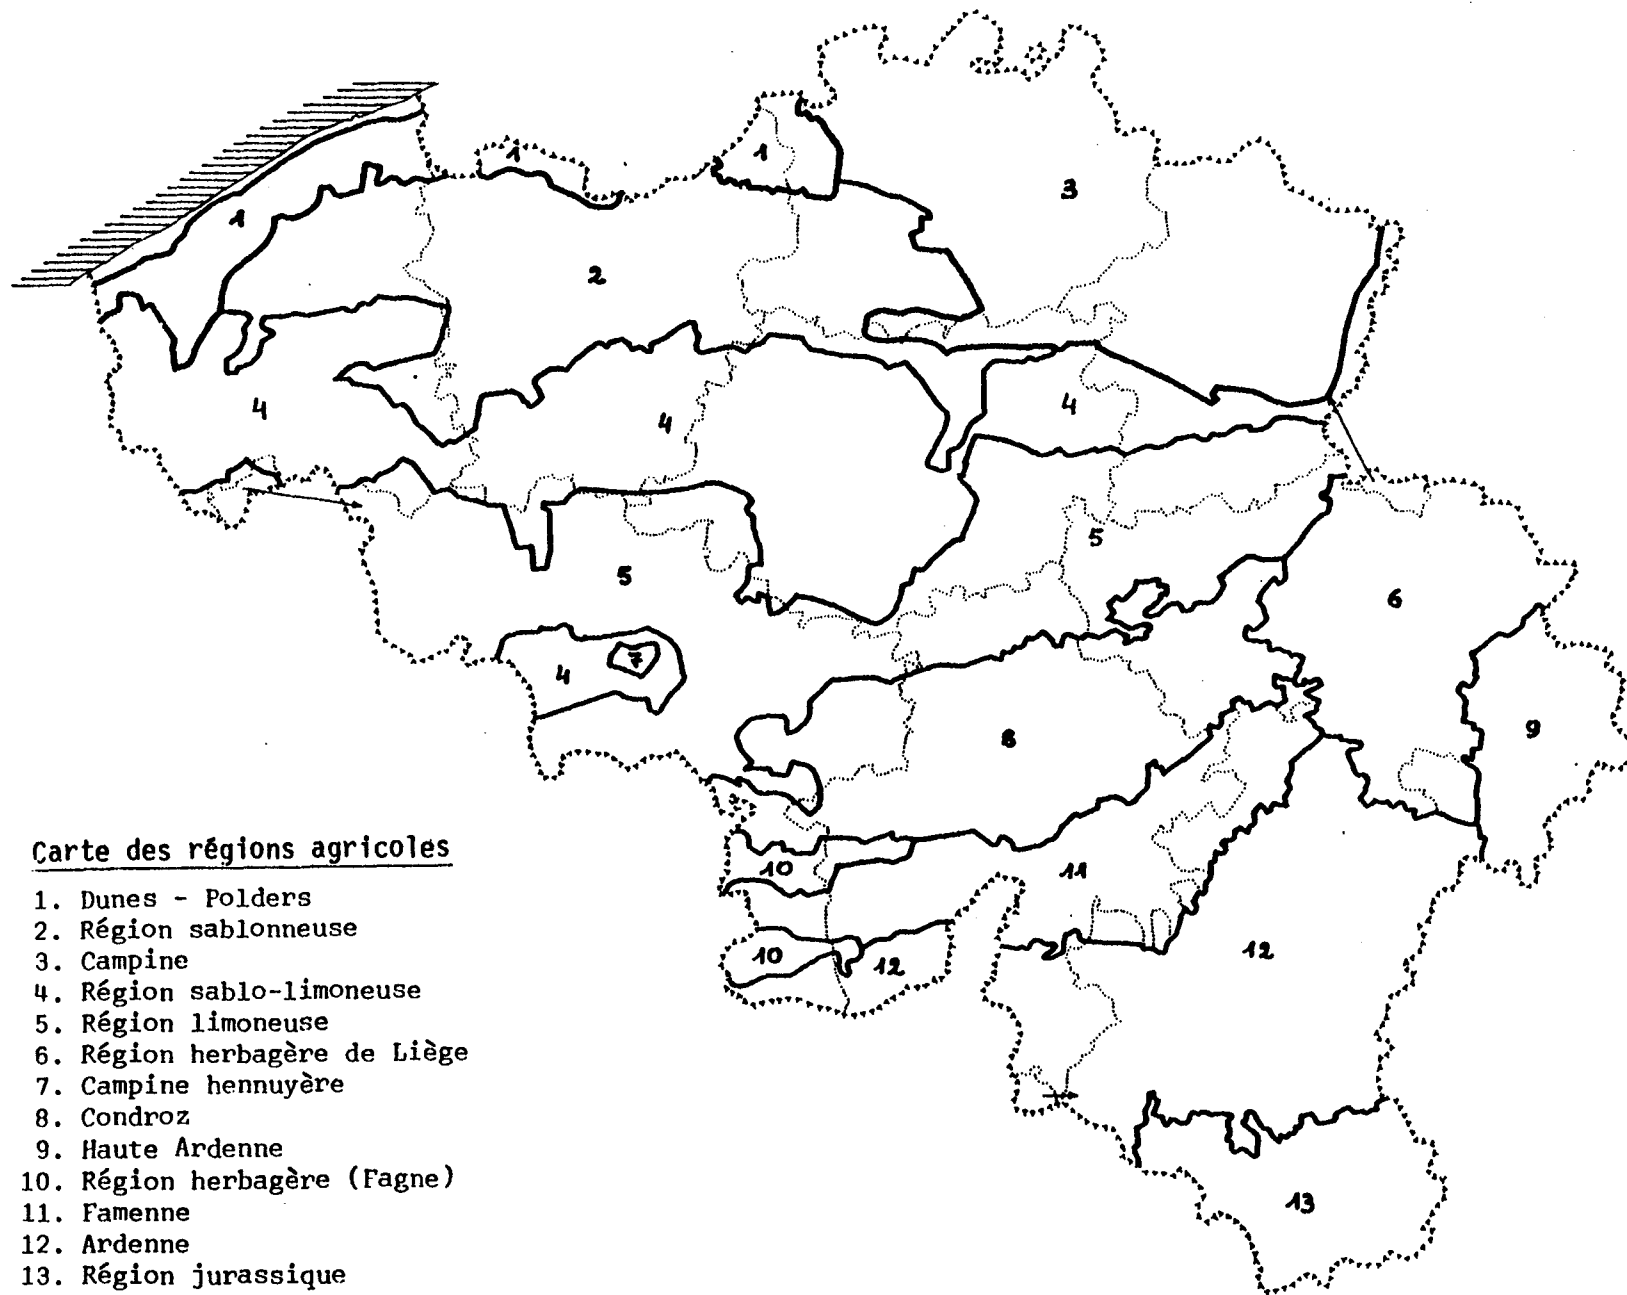 1
1
1
3
2
4
4
4
5
5
6
4
7
8
9
10
11
10
12
12
13
Carte des régions agricoles
1. Dunes - Polders
2. Région sablonneuse
3. Campine
4. Région sablo-limoneuse
5. Région limoneuse
6. Région herbagère de Liège
7. Campine hennuyère
8. Condroz
9. Haute Ardenne
10. Région herbagère (Fagne)
11. Famenne
12. Ardenne
13. Région jurassique